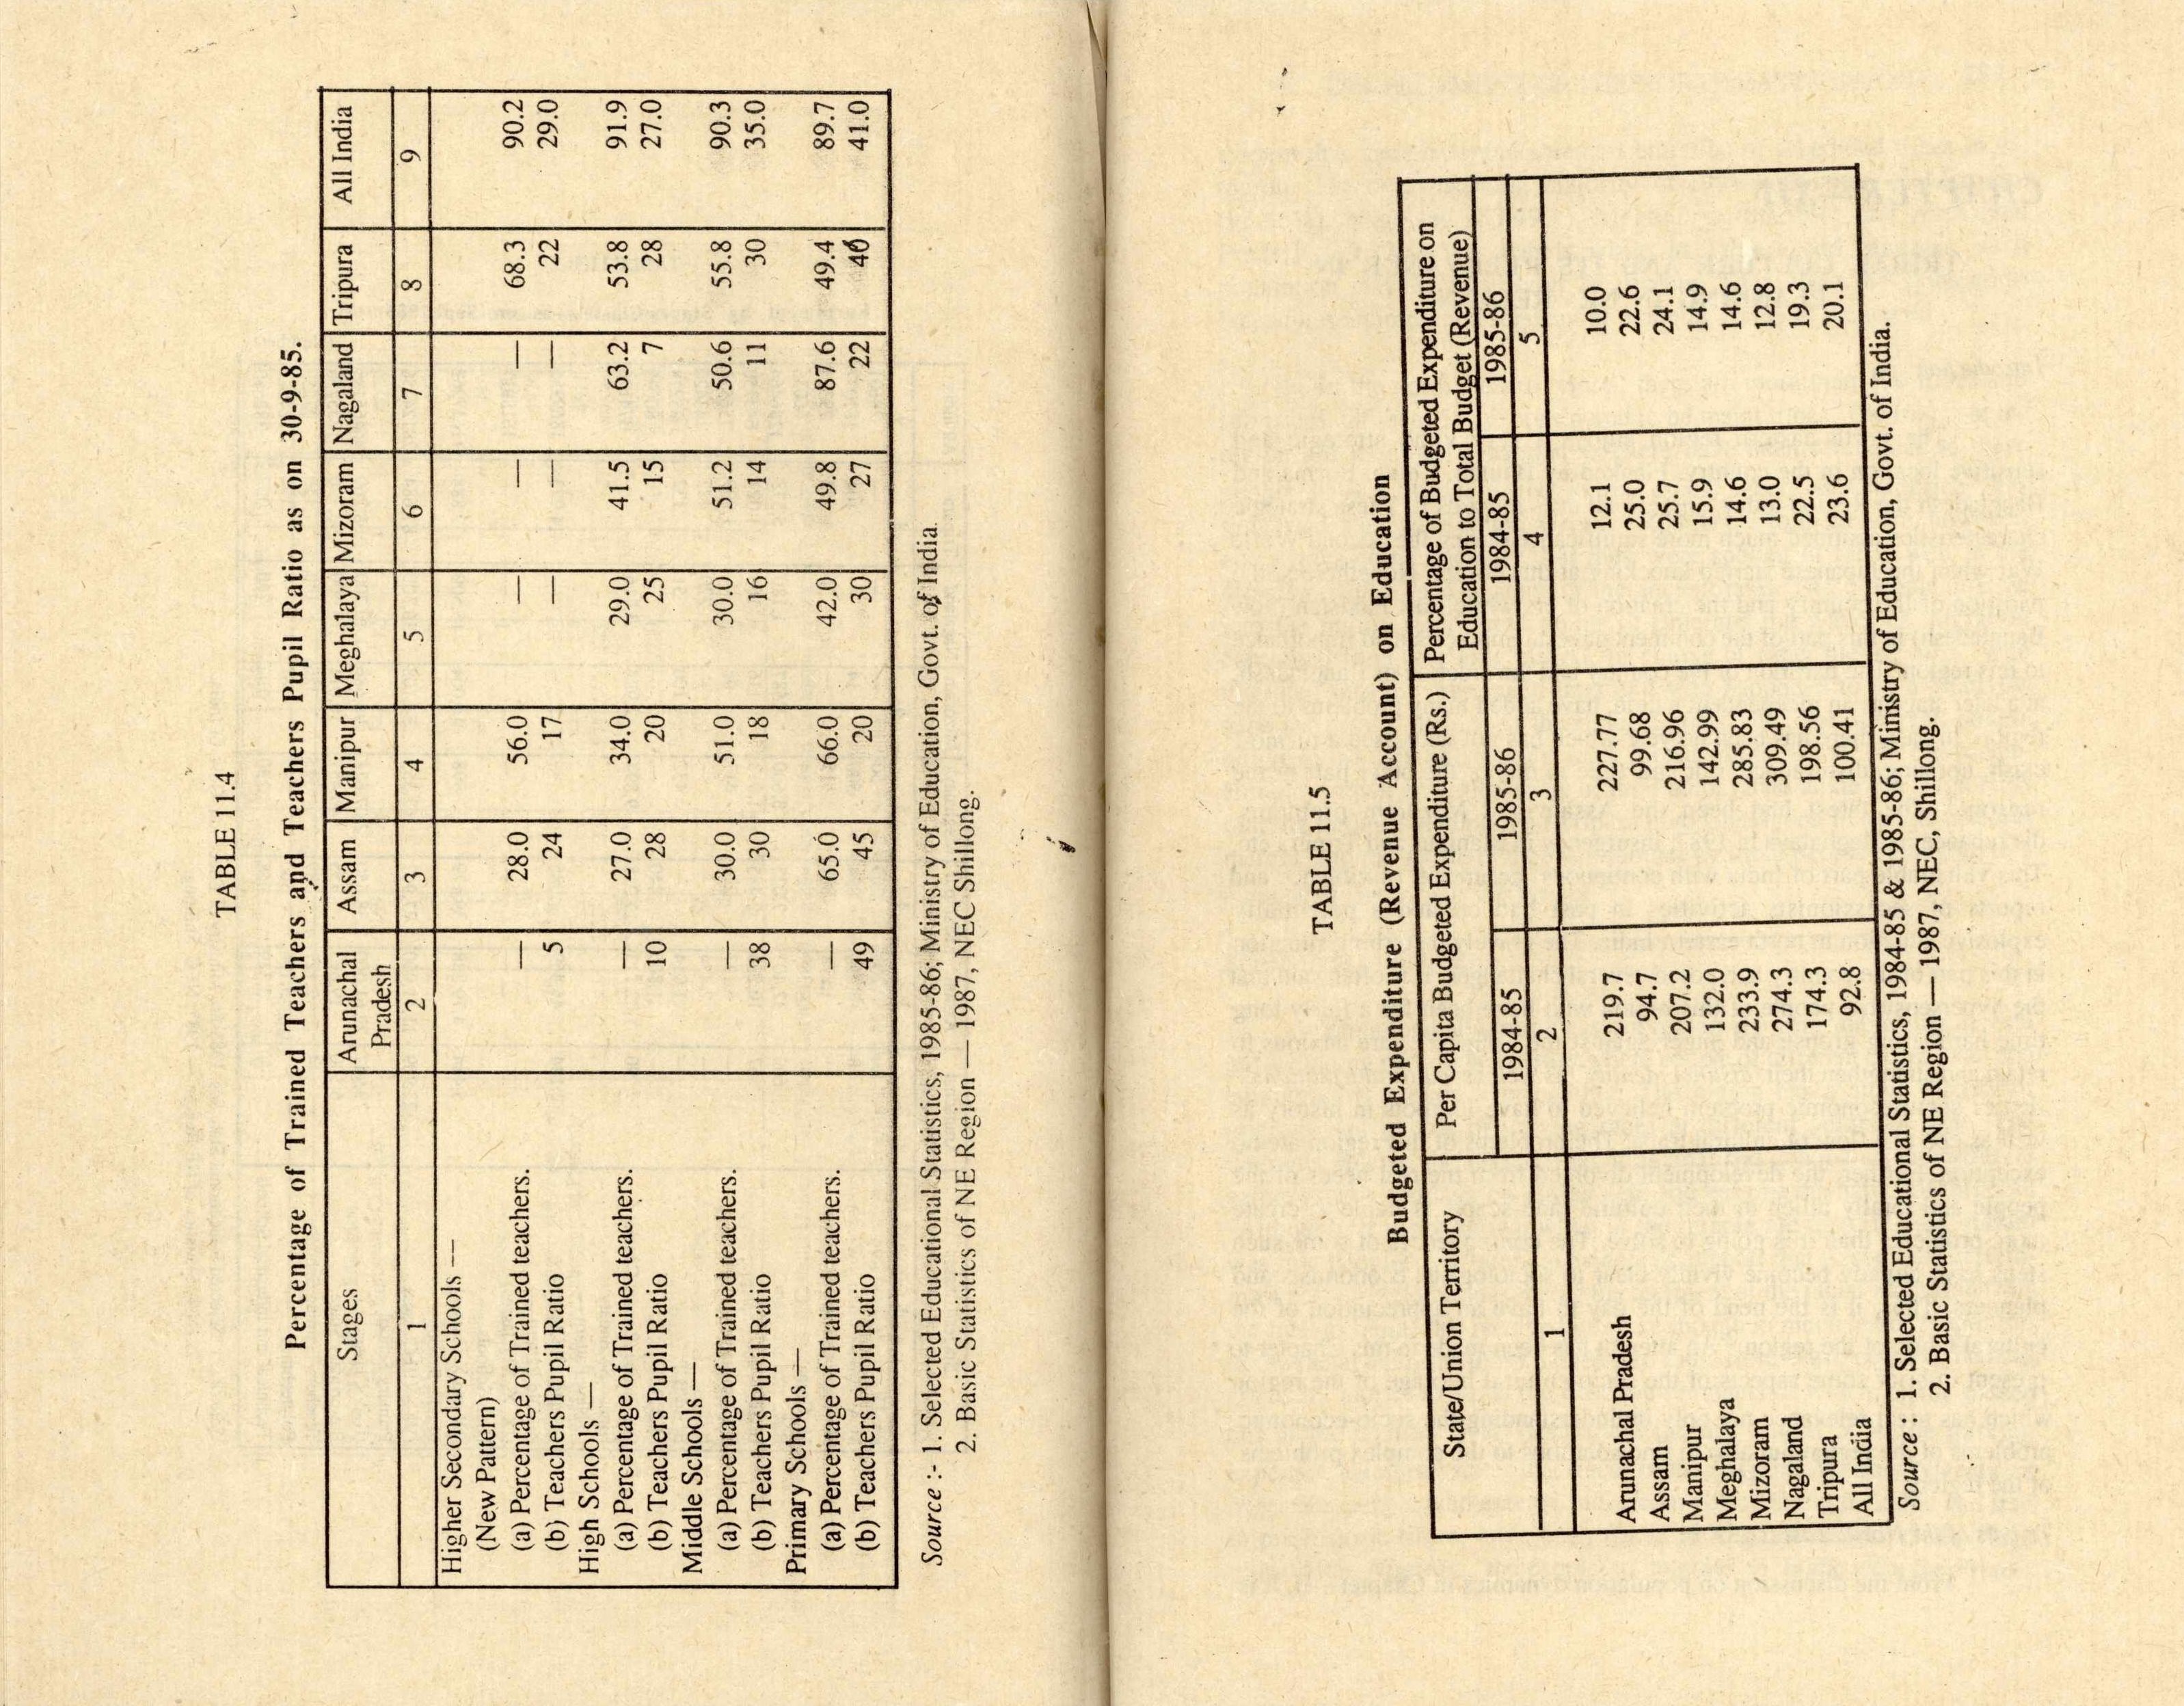 TABLE 11.4
Percentage of Trained Teachers and Teachers Pupil Ratio as on 30-9-85.
Stages Arunachal Pradesh Assam Manipur Meghalaya Mizoram Nagaland Tripura All India
1 2 3 4 5 6 7 8 9
Higher Secondary Schools —
(New Pattern)
(a) Percentage of Trained teachers. — 28.0 56.0 — — — 68.3 90.2
(b) Teachers Pupil Ratio 5 24 17 — — — 22 29.0
High Schools —
(a) Percentage of Trained teachers. — 27.0 34.0 29.0 41.5 63.2 53.8 91.9
(b) Teachers Pupil Ratio 10 28 20 25 15 7 28 27.0
Middle Schools —
(a) Percentage of Trained teachers. — 30.0 51.0 30.0 51.2 50.6 55.8 90.3
(b) Teachers Pupil Ratio 38 30 18 16 14 11 30 35.0
Primary Schools —
(a) Percentage of Trained teachers. — 65.0 66.0 42.0 49.8 87.6 49.4 89.7
(b) Teachers Pupil Ratio 49 45 20 30 27 22 40 41.0
Source :- 1. Selected Educational Statistics, 1985-86; Ministry of Education, Govt. of India
2. Basic Statistics of NE Region — 1987, NEC Shillong.
TABLE 11.5
Budgeted Expenditure (Revenue Account) on Education
State/Union Territory Per Capita Budgeted Expenditure (Rs.) Percentage of Budgeted Expenditure on
Education to Total Budget (Revenue)
1984-85 1985-86 1984-85 1985-86
1 2 3 4 5
Arunachal Pradesh 219.7 227.77 12.1 10.0
Assam 94.7 99.68 25.0 22.6
Manipur 207.2 216.96 25.7 24.1
Meghalaya 132.0 142.99 15.9 14.9
Mizoram 233.9 285.83 14.6 14.6
Nagaland 274.3 309.49 13.0 12.8
Tripura 174.3 198.56 22.5 19.3
All India 92.8 100.41 23.6 20.1
Source : 1. Selected Educational Statistics, 1984-85 & 1985-86; Ministry of Education, Govt. of India.
2. Basic Statistics of NE Region — 1987, NEC, Shillong.